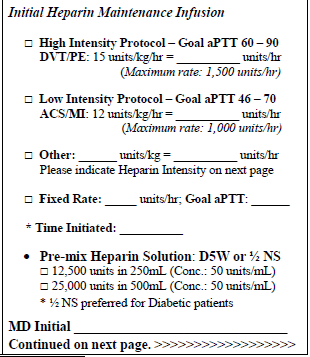 Initial Heparin Maintenance Infusion
□ High Intensity Protocol – Goal aPTT 60 – 90
DVT/PE: 15 units/kg/hr = __________ units/hr
(Maximum rate: 1,500 units/hr)
□ Low Intensity Protocol – Goal aPTT 46 – 70
ACS/MI: 12 units/kg/hr = __________ units/hr
(Maximum rate: 1,000 units/hr)
□ Other: _____ units/kg = __________ units/hr
Please indicate Heparin Intensity on next page
□ Fixed Rate: _____ units/hr; Goal aPTT: ______
* Time Initiated: __________
• Pre-mix Heparin Solution: D5W or ½ NS
□ 12,500 units in 250mL (Conc.: 50 units/mL)
□ 25,000 units in 500mL (Conc.: 50 units/mL)
* ½ NS preferred for Diabetic patients
MD Initial ______________________________
Continued on next page. >>>>>>>>>>>>>>>>>>